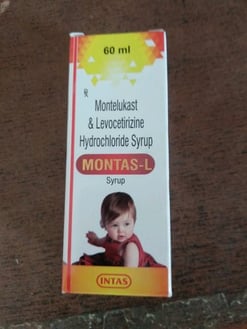 60 ml
℞
Montelukast
& Levocetirizine
Hydrochloride Syrup
MONTAS-L
Syrup
INTAS